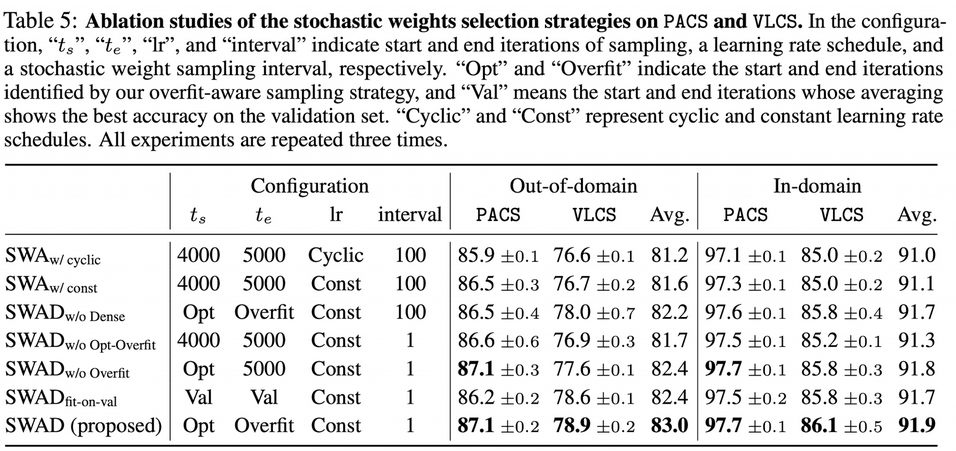 Table 5: Ablation studies of the stochastic weights selection strategies on PACS and VLCS. In the configura-
tion, “tₛ”, “tₑ”, “lr”, and “interval” indicate start and end iterations of sampling, a learning rate schedule, and
a stochastic weight sampling interval, respectively. “Opt” and “Overfit” indicate the start and end iterations
identified by our overfit-aware sampling strategy, and “Val” means the start and end iterations whose averaging
shows the best accuracy on the validation set. “Cyclic” and “Const” represent cyclic and constant learning rate
schedules. All experiments are repeated three times.
Configuration Out-of-domain In-domain
tₛ tₑ lr interval PACS VLCS Avg. PACS VLCS Avg.
SWA w/ cyclic 4000 5000 Cyclic 100 85.9 ±0.1 76.6 ±0.1 81.2 97.1 ±0.1 85.0 ±0.2 91.0
SWA w/ const 4000 5000 Const 100 86.5 ±0.3 76.7 ±0.2 81.6 97.3 ±0.1 85.0 ±0.2 91.1
SWAD w/o Dense Opt Overfit Const 100 86.5 ±0.4 78.0 ±0.7 82.2 97.6 ±0.1 85.8 ±0.4 91.7
SWAD w/o Opt-Overfit 4000 5000 Const 1 86.6 ±0.6 76.9 ±0.3 81.7 97.5 ±0.1 85.2 ±0.1 91.3
SWAD w/o Overfit Opt 5000 Const 1 87.1 ±0.3 77.6 ±0.1 82.4 97.7 ±0.1 85.8 ±0.3 91.8
SWAD fit-on-val Val Val Const 1 86.2 ±0.2 78.6 ±0.1 82.4 97.5 ±0.2 85.8 ±0.3 91.7
SWAD (proposed) Opt Overfit Const 1 87.1 ±0.2 78.9 ±0.2 83.0 97.7 ±0.1 86.1 ±0.5 91.9